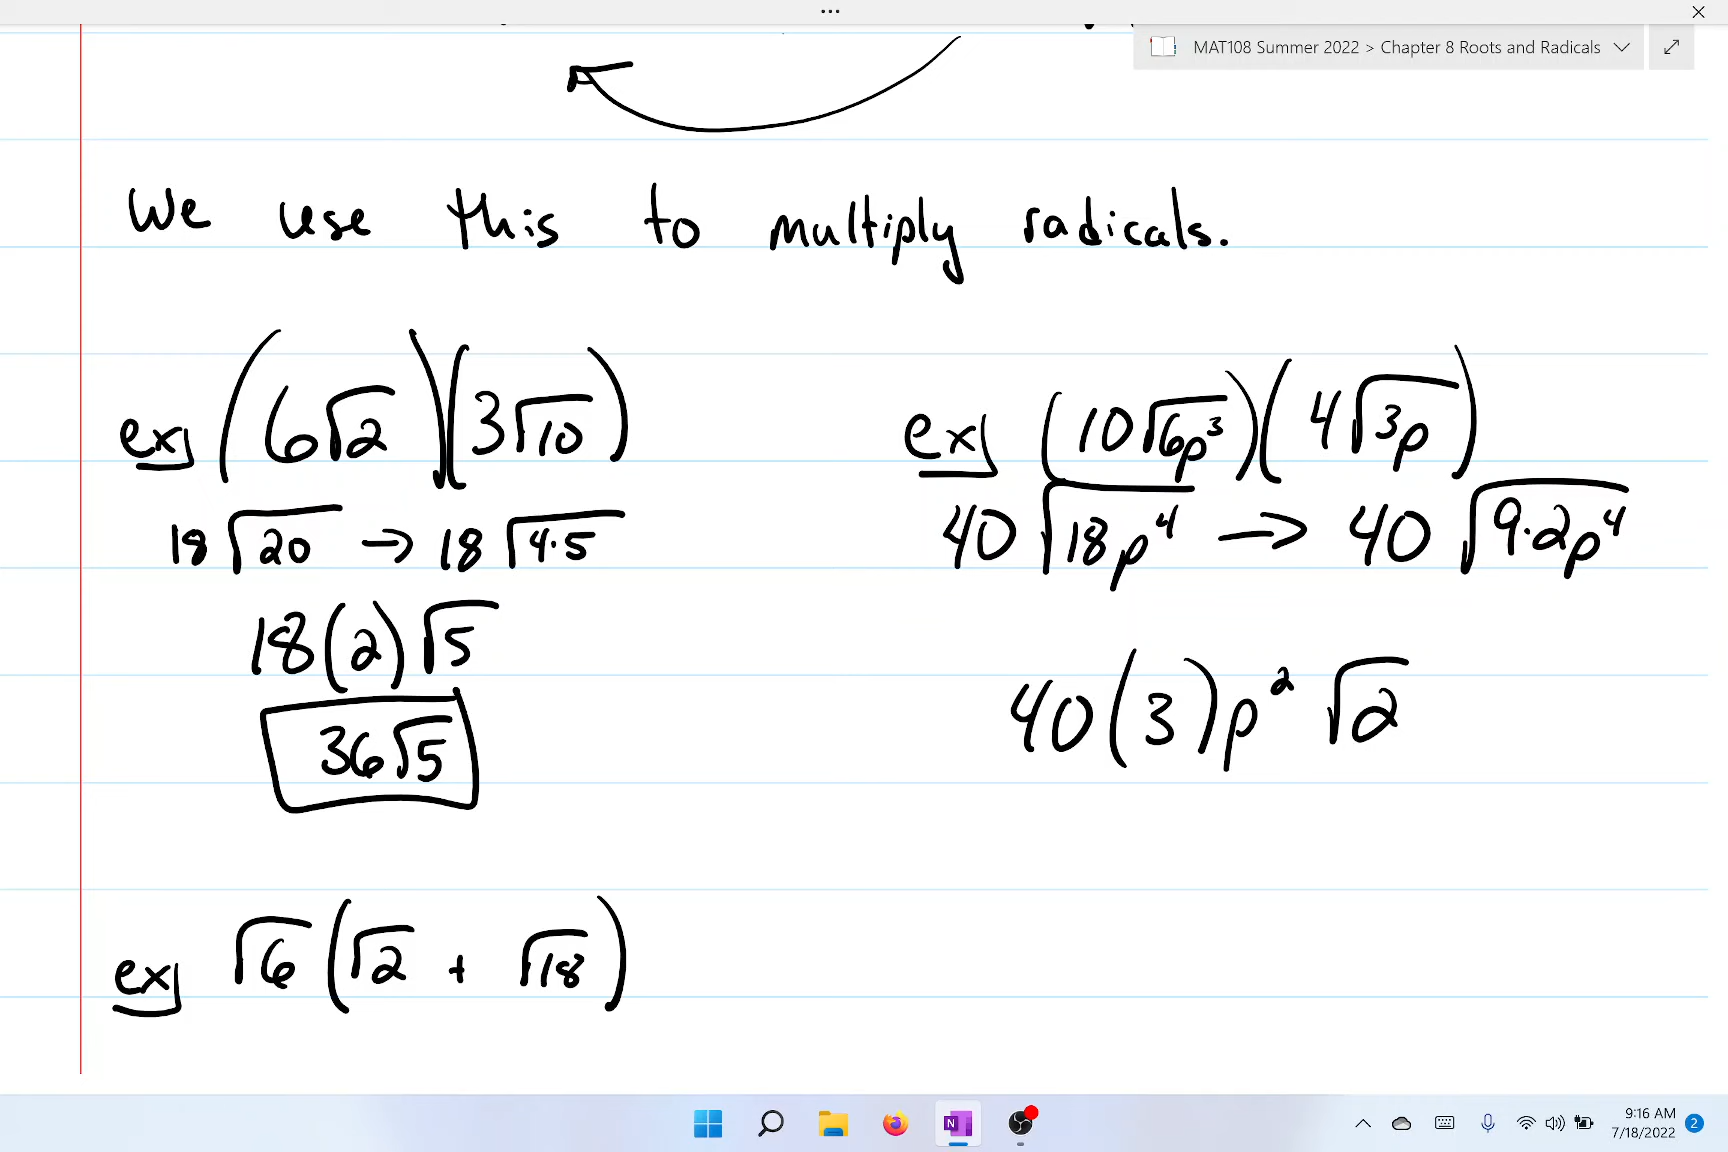 MAT108 Summer 2022 > Chapter 8 Roots and Radicals
We use this to multiply radicals.
ex) (6√2)(3√10)
18√20 → 18√4·5
18(2)√5
36√5
ex) (10√6p³)(4√3p)
40√18p⁴ → 40√9·2p⁴
40(3)p²√2
ex) √6(√2 + √18)
N
9:16 AM
7/18/2022
2